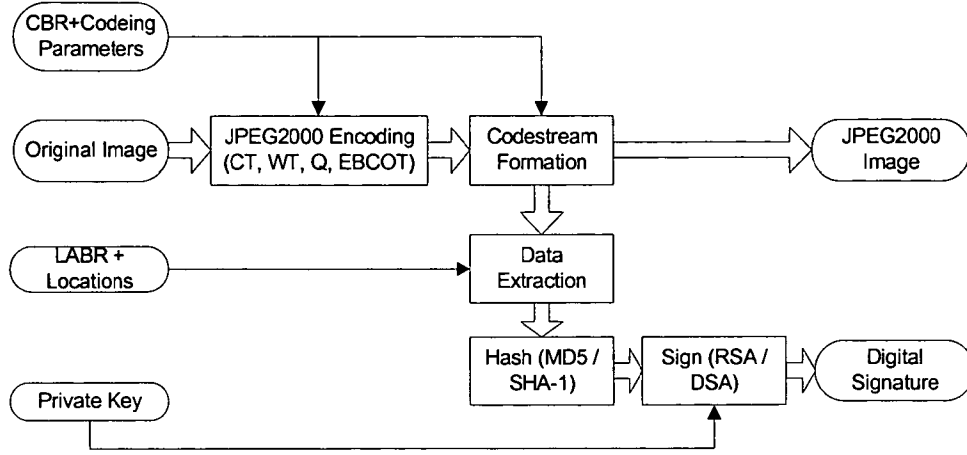 CBR+Codeing
Parameters
Original Image
JPEG2000 Encoding
(CT, WT, Q, EBCOT)
Codestream
Formation
JPEG2000
Image
LABR +
Locations
Data
Extraction
Hash (MD5 /
SHA-1)
Sign (RSA /
DSA)
Digital
Signature
Private Key